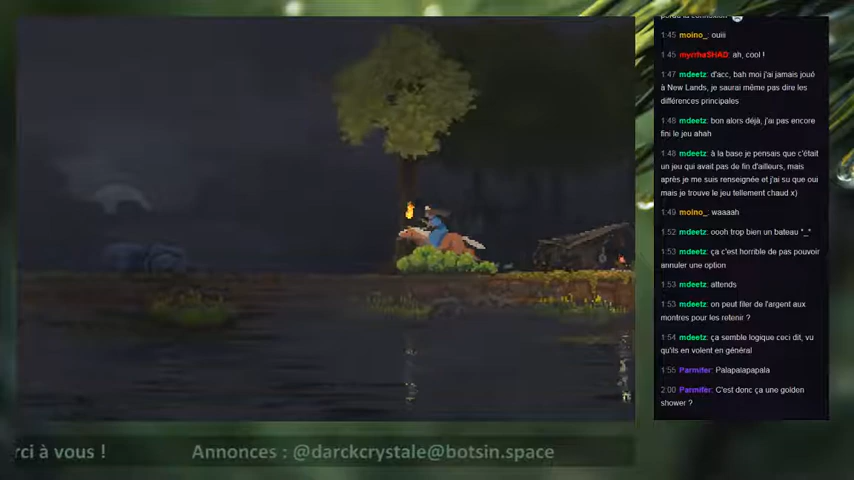 1:45 moino_: ouiii
1:45 myrrhaSHAD: ah, cool !
1:47 mdeetz: d'acc, bah moi j'ai jamais joué
à New Lands, je saurai même pas dire les
différences principales
1:48 mdeetz: bon alors déjà, j'ai pas encore
fini le jeu ahah
1:48 mdeetz: à la base je pensais que c'était
un jeu qui avait pas de fin d'ailleurs, mais
après je me suis renseignée et j'ai su que oui
mais je trouve le jeu tellement chaud x)
1:49 moino_: waaaah
1:52 mdeetz: oooh trop bien un bateau *_*
1:53 mdeetz: ça c'est horrible de pas pouvoir
annuler une option
1:53 mdeetz: attends
1:53 mdeetz: on peut filer de l'argent aux
montres pour les retenir ?
1:54 mdeetz: ça semble logique ceci dit, vu
qu'ils en volent en général
1:55 Parmifer: Palapalapapala
2:00 Parmifer: C'est donc ça une golden
shower ?
rci à vous ! Annonces : @darckcrystale@botsin.space